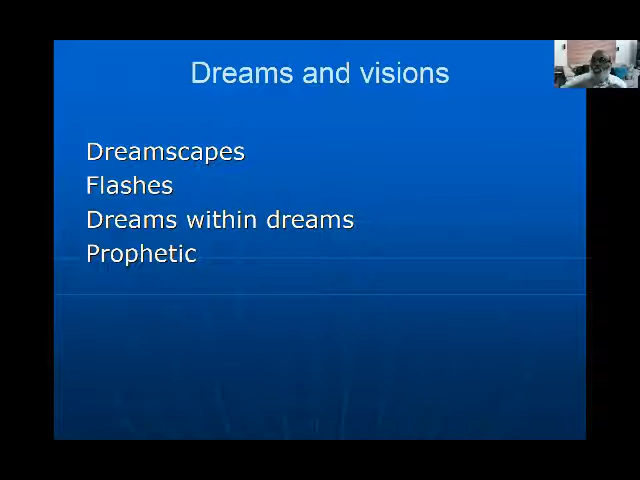 Dreams and visions
Dreamscapes
Flashes
Dreams within dreams
Prophetic